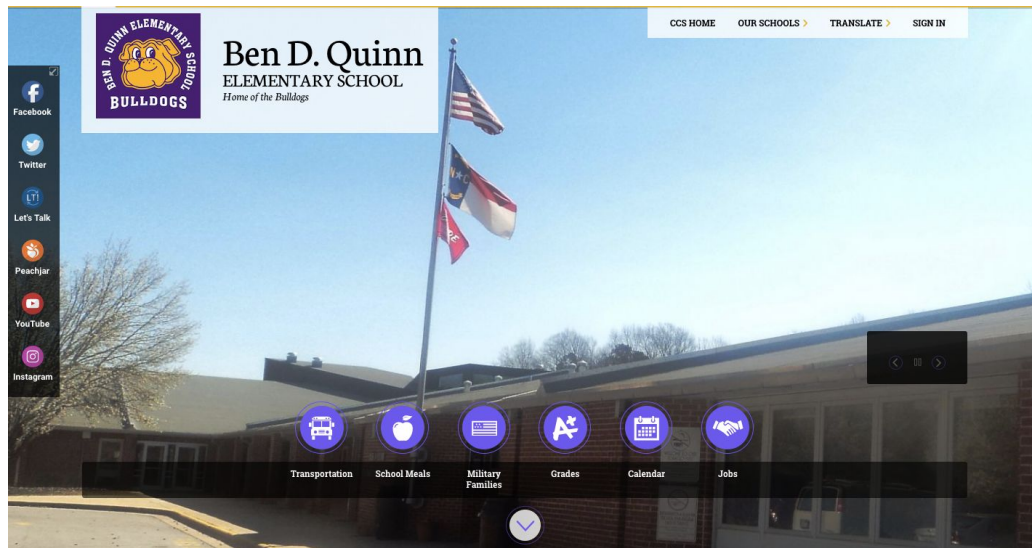 CCS HOME
OUR SCHOOLS
TRANSLATE
SIGN IN
BEN D. QUINN ELEMENTARY SCHOOL
BULLDOGS
Ben D. Quinn
ELEMENTARY SCHOOL
Home of the Bulldogs
Facebook
Twitter
LT!
Let's Talk
Peachjar
YouTube
Instagram
N C
A+
Transportation
School Meals
Military
Families
Grades
Calendar
Jobs